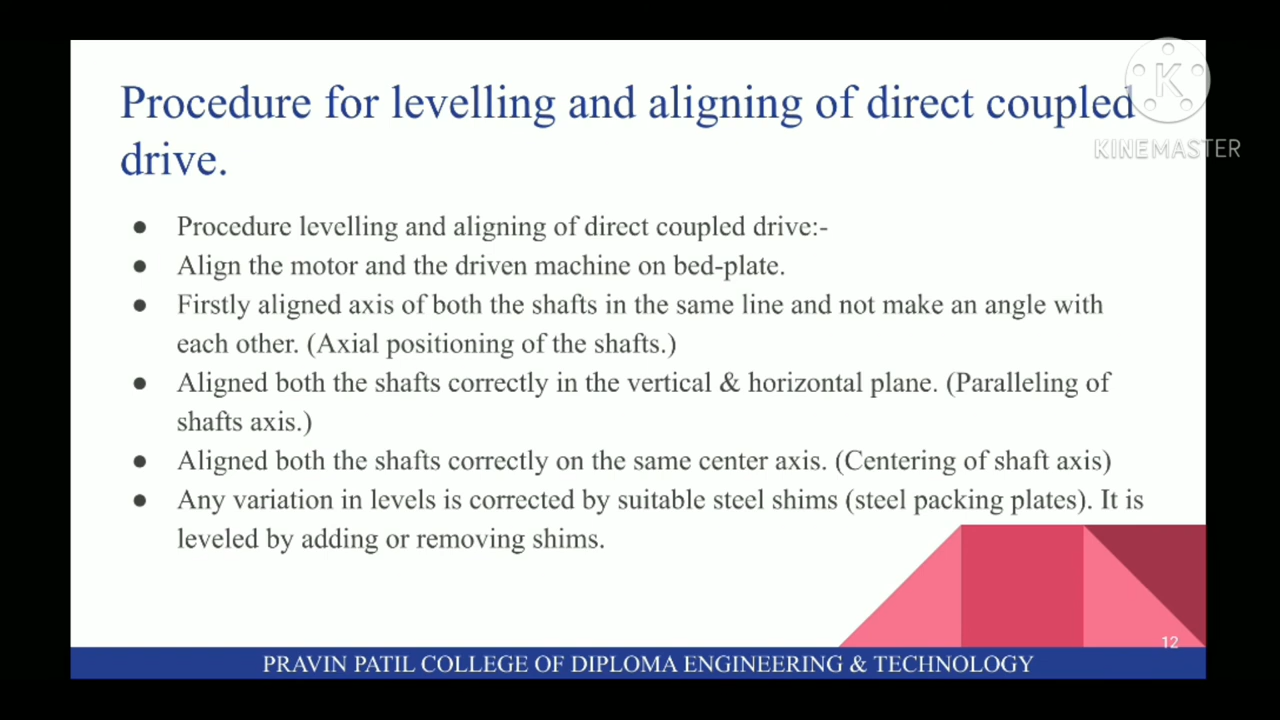 Procedure for levelling and aligning of direct coupled
drive.
K
KINEMASTER
● Procedure levelling and aligning of direct coupled drive:-
● Align the motor and the driven machine on bed-plate.
● Firstly aligned axis of both the shafts in the same line and not make an angle with
each other. (Axial positioning of the shafts.)
● Aligned both the shafts correctly in the vertical & horizontal plane. (Paralleling of
shafts axis.)
● Aligned both the shafts correctly on the same center axis. (Centering of shaft axis)
● Any variation in levels is corrected by suitable steel shims (steel packing plates). It is
leveled by adding or removing shims.
12
PRAVIN PATIL COLLEGE OF DIPLOMA ENGINEERING & TECHNOLOGY